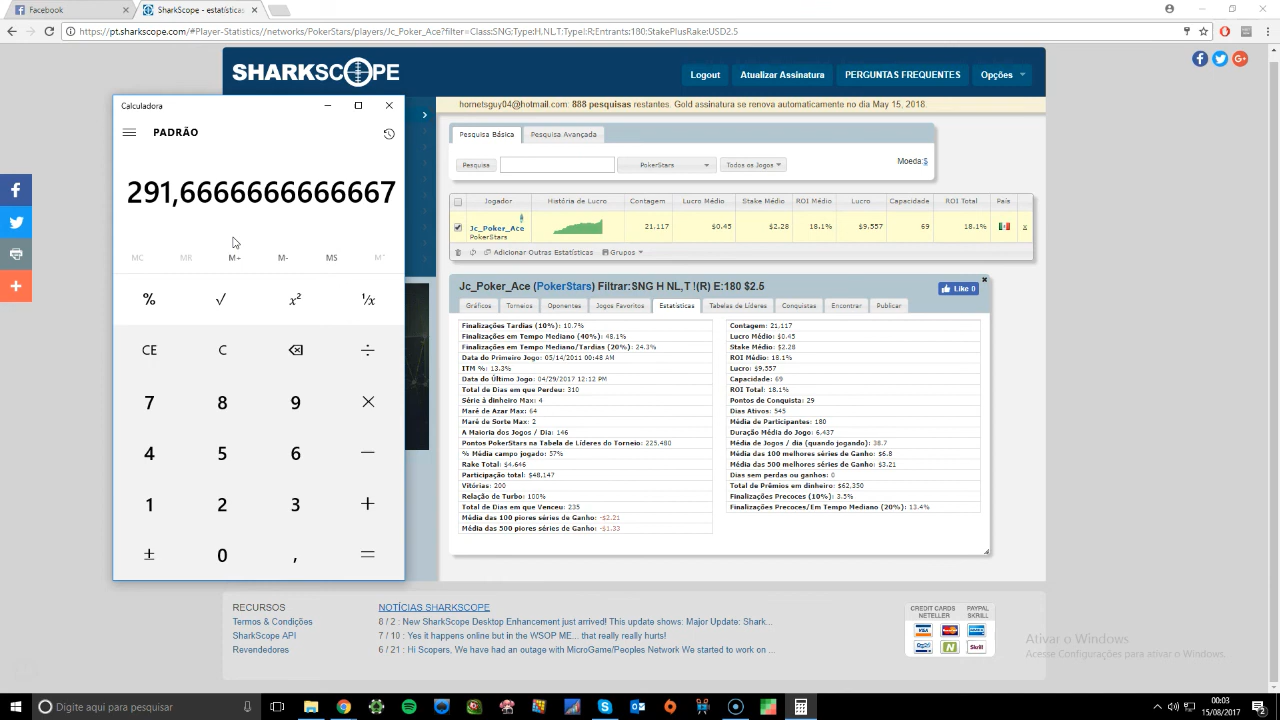 Facebook
SharkScope - estatísticas
https://pt.sharkscope.com/#Player-Statistics//networks/PokerStars/players/Jc_Poker_Ace?filter=Class:SNG;Type:H,NL,T;Type!:R;Entrants:180;StakePlusRake:USD2.5
SHARKSCOPE
Logout Atualizar Assinatura PERGUNTAS FREQUENTES Opções
hornetsguy04@hotmail.com: 888 pesquisas restantes. Gold assinatura se renova automaticamente no dia May 15, 2018.
Calculadora
PADRÃO
291,6666666666667
MC MR M+ M- MS M˅
% √ x² ¹/x
CE C ⌫ ÷
7 8 9 ×
4 5 6 −
1 2 3 +
± 0 , =
Pesquisa Básica Pesquisa Avançada
Pesquisa PokerStars Todos os Jogos Moeda:$
Jogador História de Lucro Contagem Lucro Médio Stake Médio ROI Médio Lucro Capacidade ROI Total País
Jc_Poker_Ace 21,117 $0.45 $2.28 18.1% $9.557 69 18.1% x
PokerStars
Adicionar Outras Estatísticas Grupos
Jc_Poker_Ace (PokerStars) Filtrar:SNG H NL,T !(R) E:180 $2.5
Like 0
Gráficos Torneios Oponentes Jogos Favoritos Estatísticas Tabelas de Líderes Conquistas Encontrar Publicar
Finalizações Tardias (10%): 10.7%
Finalizações em Tempo Mediano (40%): 48.1%
Finalizações em Tempo Mediano/Tardias (20%): 24.3%
Data do Primeiro Jogo: 05/14/2011 00:48 AM
ITM %: 13.3%
Data do Último Jogo: 04/29/2017 12:12 PM
Total de Dias em que Perdeu: 310
Série à dinheiro Max: 4
Maré de Azar Max: 64
Maré de Sorte Max: 2
A Maioria dos Jogos / Dia: 146
Pontos PokerStars na Tabela de Líderes do Torneio: 225,480
% Média campo jogado: 57%
Rake Total: $4,646
Participação total: $48,147
Vitórias: 200
Relação de Turbo: 100%
Total de Dias em que Venceu: 235
Média das 100 piores séries de Ganho: -$2.21
Média das 500 piores séries de Ganho: -$1.33
Contagem: 21,117
Lucro Médio: $0.45
Stake Médio: $2.28
ROI Médio: 18.1%
Lucro: $9.557
Capacidade: 69
ROI Total: 18.1%
Pontos de Conquista: 29
Dias Ativos: 545
Média de Participantes: 180
Duração Média do Jogo: 6,437
Média de Jogos / dia (quando jogando): 38.7
Média das 100 melhores séries de Ganho: $6.8
Média das 500 melhores séries de Ganho: $3.21
Dias sem perdas ou ganhos: 0
Total de Prêmios em dinheiro: $62,350
Finalizações Precoces (10%): 3.5%
Finalizações Precoces/Em Tempo Mediano (20%): 13.4%
RECURSOS
Termos & Condições
SharkScope API
Revendedores
NOTÍCIAS SHARKSCOPE
8 / 2 : New SharkScope Desktop Enhancement just arrived! This update shows: Major Update: Shark...
7 / 10 : Yes it happens online but in the WSOP ME... that really really hurts!
6 / 21 : Hi Scopers, We have had an outage with MicroGame/Peoples Network We started to work on ...
CREDIT CARDS PAYPAL
NETELLER SKRILL
VISA
Skrill
Ativar o Windows
Acesse Configurações para ativar o Windows.
Digite aqui para pesquisar
00:03
15/08/2017